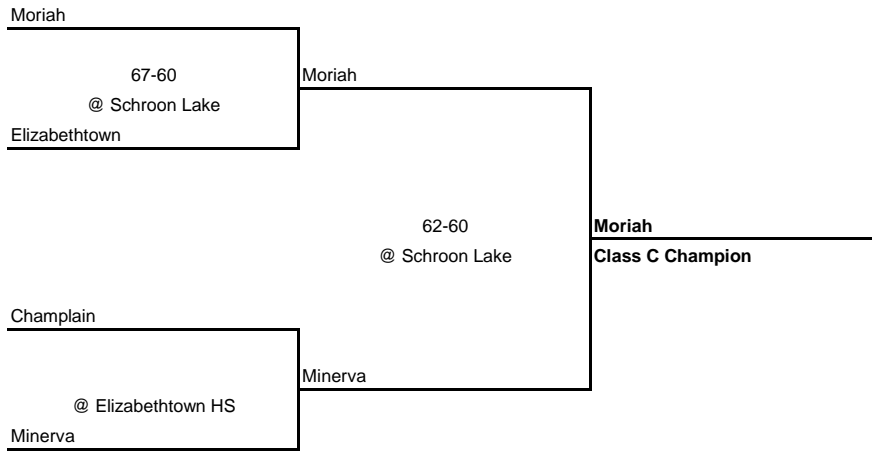 Moriah
67-60
@ Schroon Lake
Moriah
Elizabethtown
62-60
@ Schroon Lake
Moriah
Class C Champion
Champlain
@ Elizabethtown HS
Minerva
Minerva